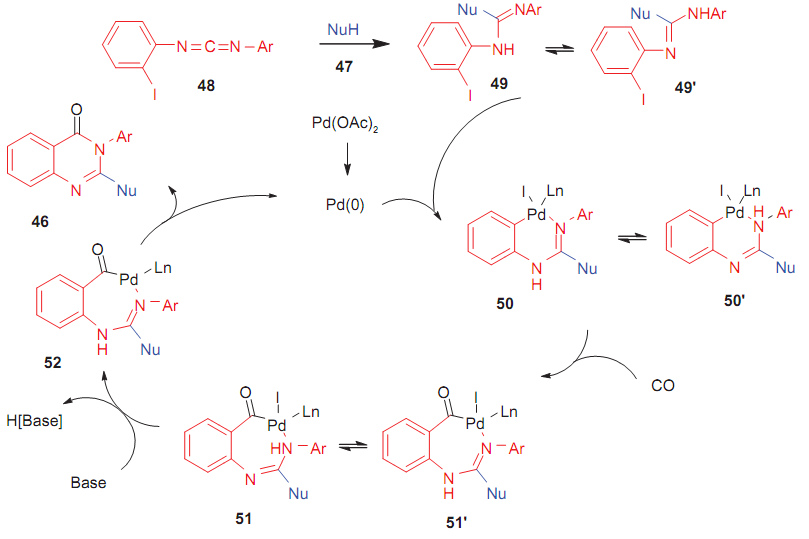 NuH
47
N=C=N-Ar
I
48
Nu
NAr
NH
I
49
Nu
NHAr
N
I
49'
O
N
Ar
N
Nu
46
Pd(OAc)2
Pd(0)
I
Ln
Pd
N
Ar
N
H
Nu
50
I
Ln
Pd
H
N
Ar
N
Nu
50'
O
Pd
Ln
N
Ar
N
H
Nu
52
CO
H[Base]
Base
O
I
Pd
Ln
HN
Ar
N
Nu
51
O
I
Pd
Ln
N
Ar
N
H
Nu
51'